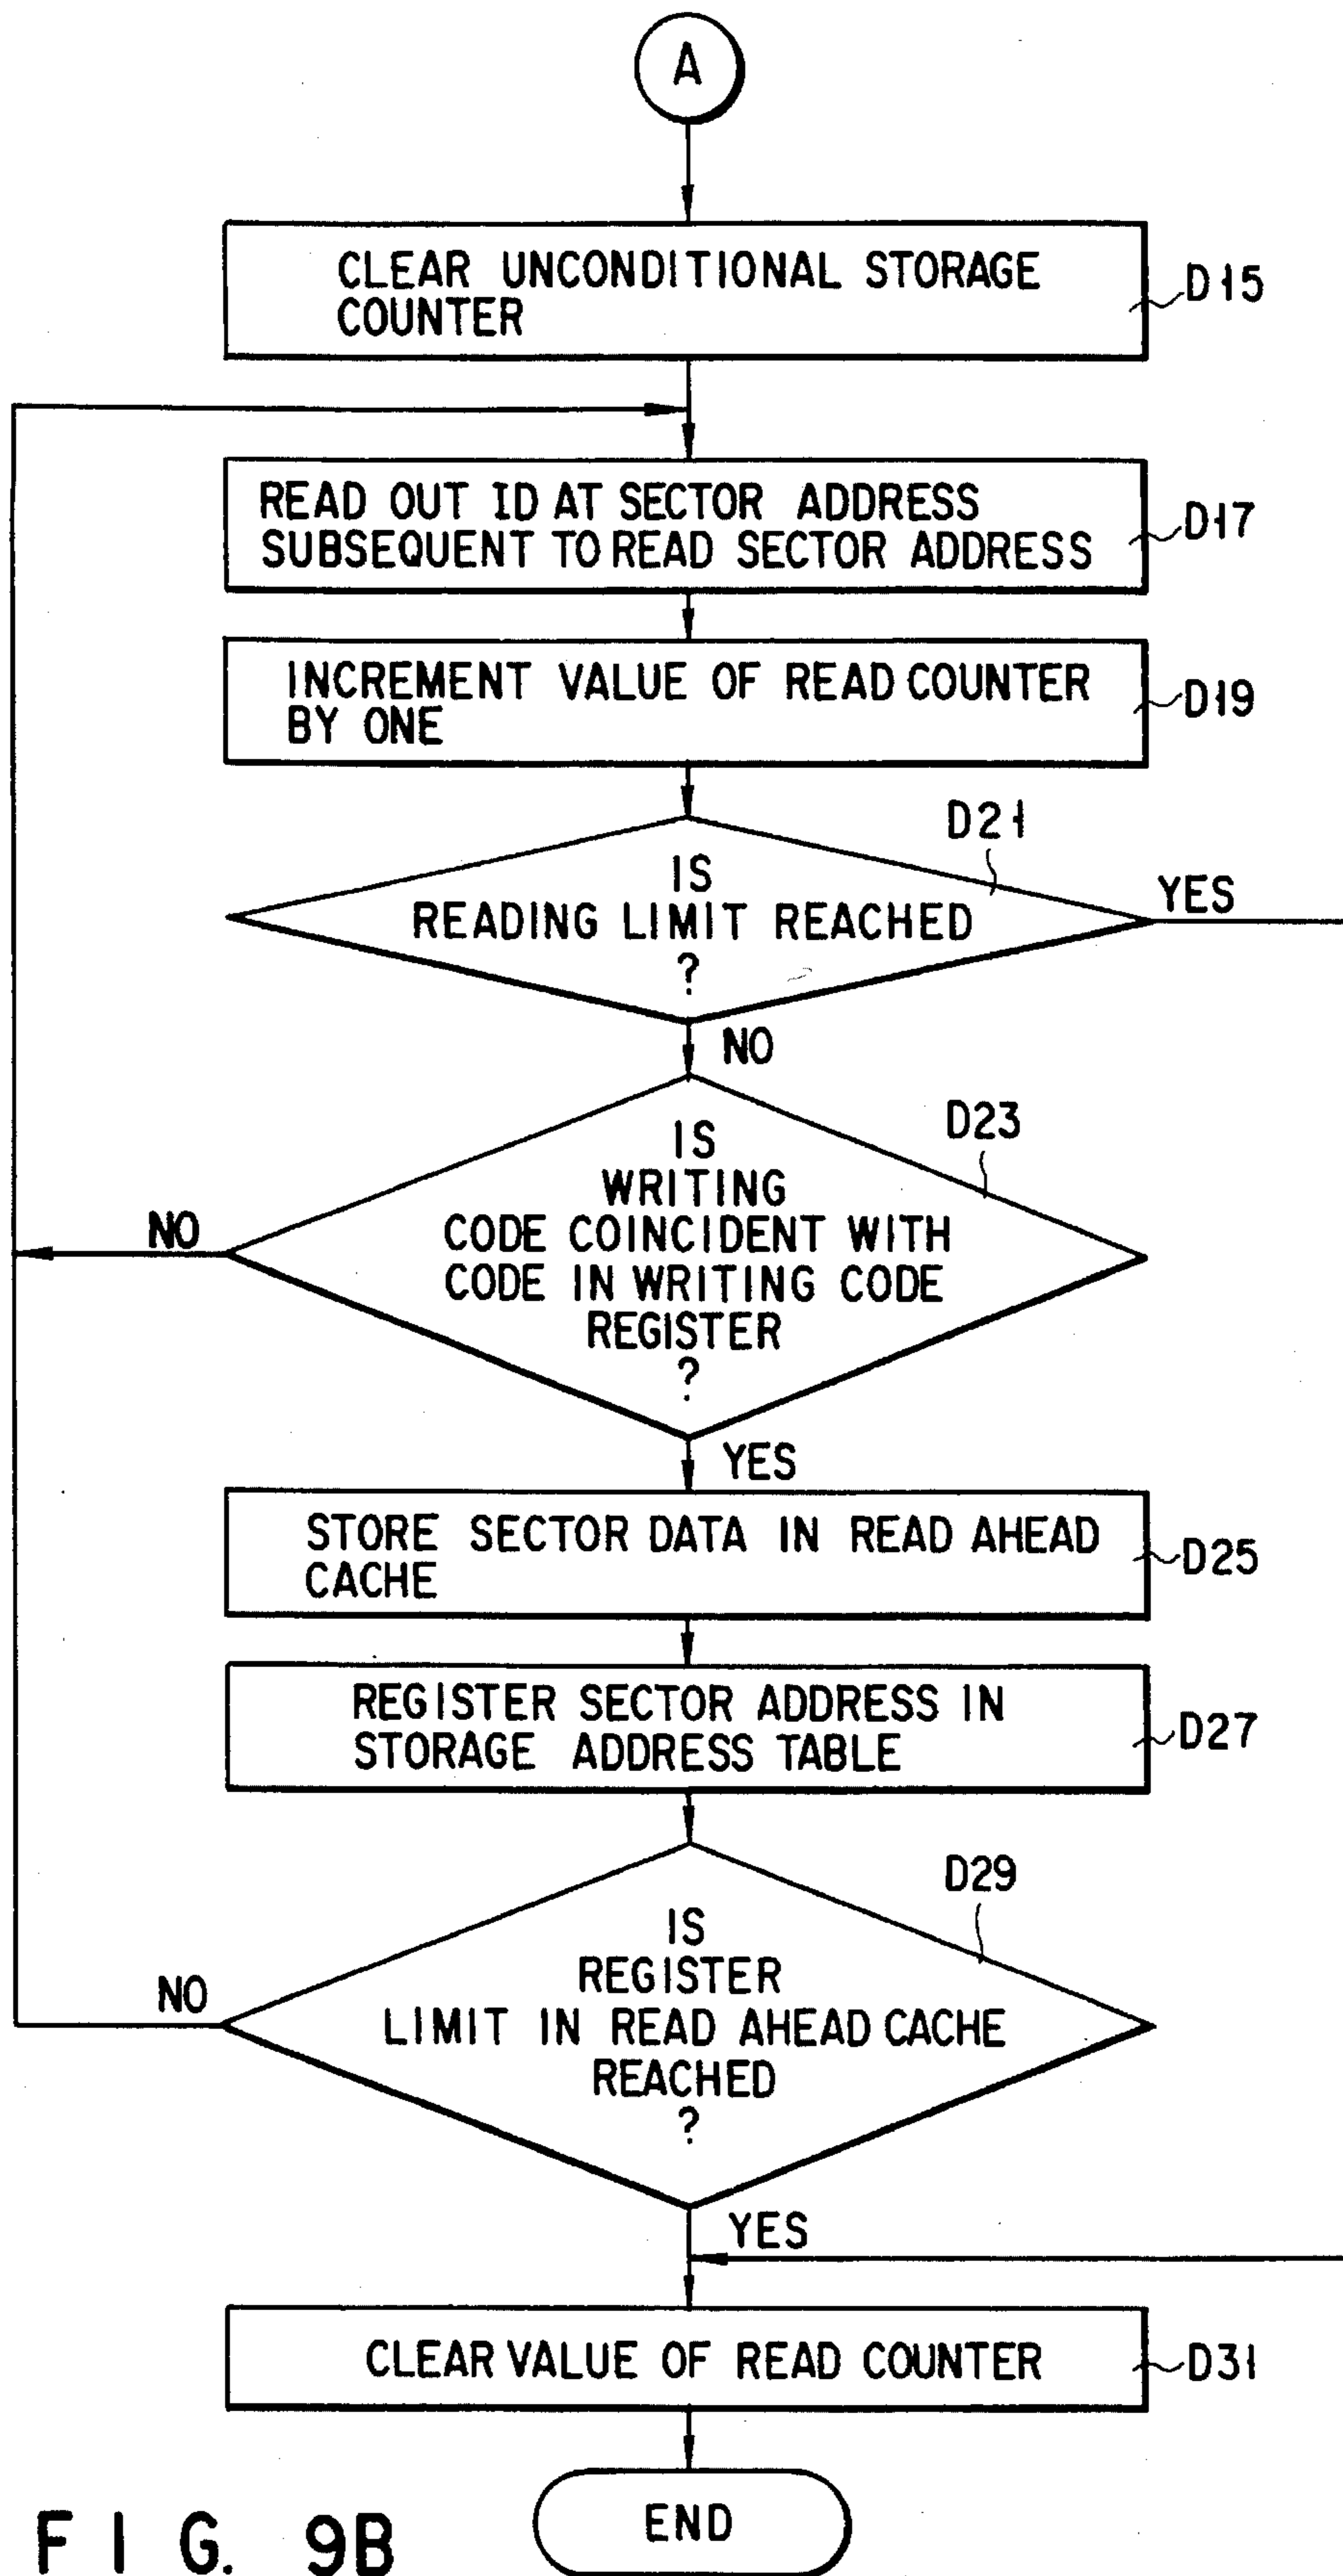 A
CLEAR UNCONDITIONAL STORAGE
COUNTER
D15
READ OUT ID AT SECTOR ADDRESS
SUBSEQUENT TO READ SECTOR ADDRESS
D17
INCREMENT VALUE OF READ COUNTER
BY ONE
D19
D21
IS
READING LIMIT REACHED
?
YES
NO
D23
IS
WRITING
CODE COINCIDENT WITH
CODE IN WRITING CODE
REGISTER
?
NO
YES
STORE SECTOR DATA IN READ AHEAD
CACHE
D25
REGISTER SECTOR ADDRESS IN
STORAGE ADDRESS TABLE
D27
D29
IS
REGISTER
LIMIT IN READ AHEAD CACHE
REACHED
?
NO
YES
CLEAR VALUE OF READ COUNTER
D31
END
FIG. 9B